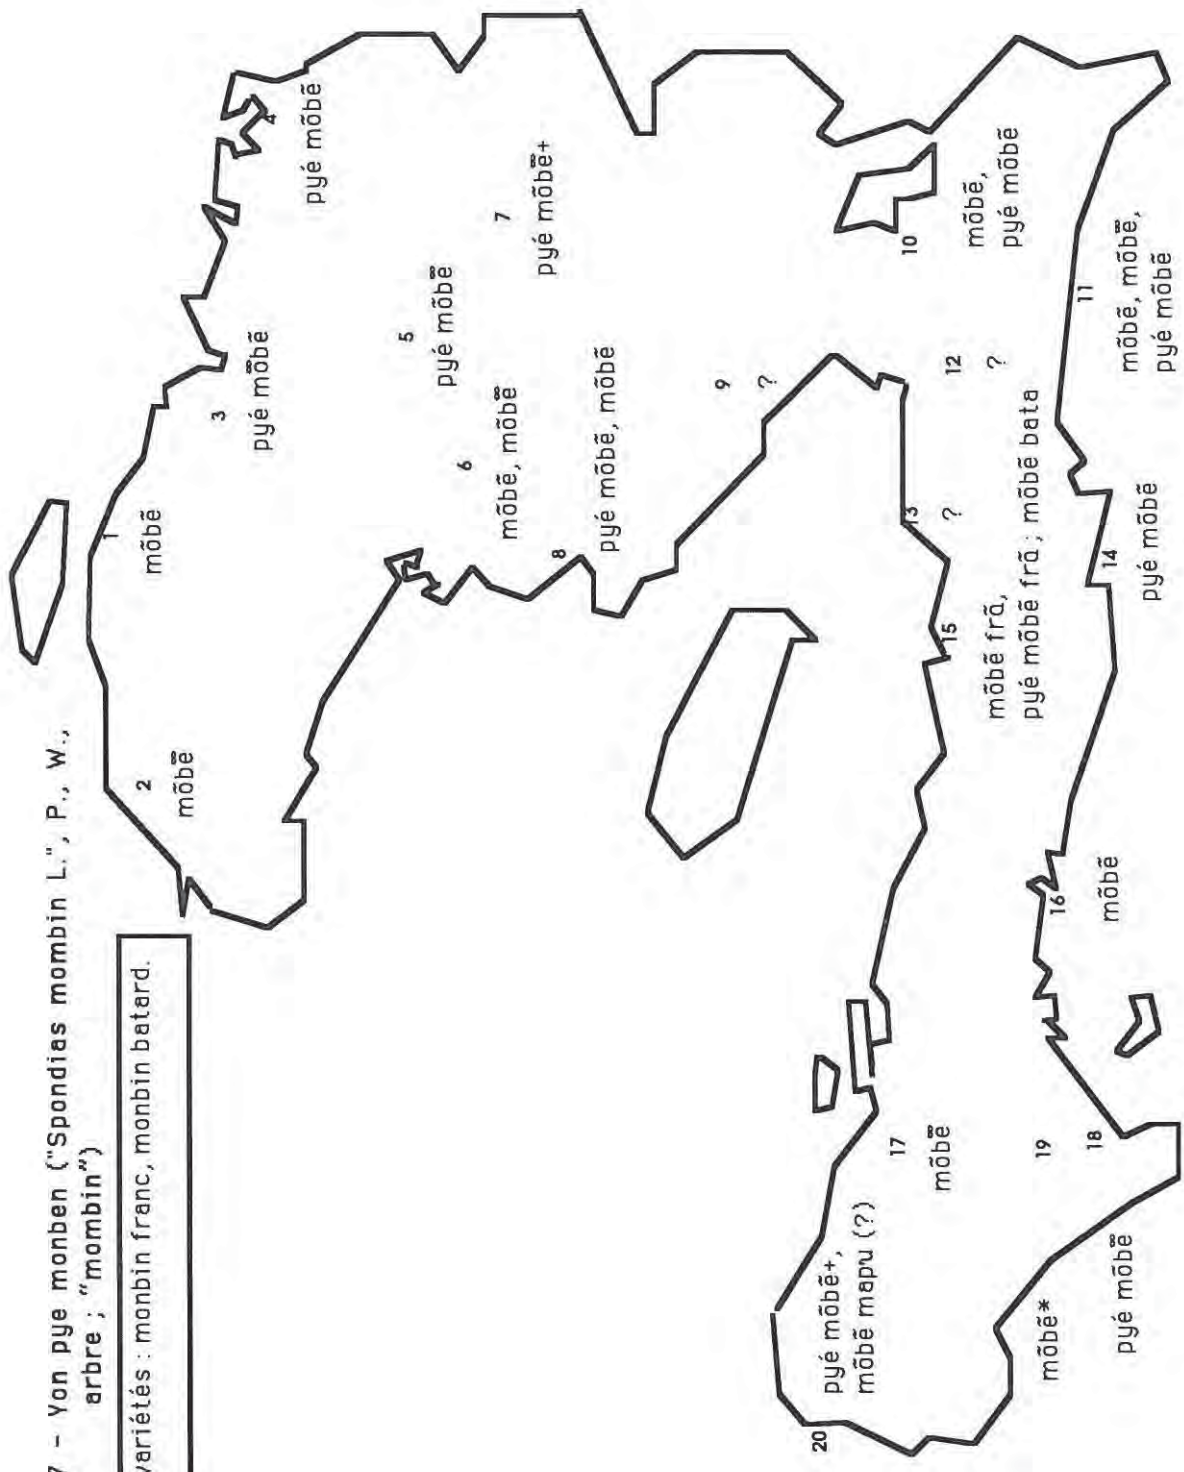 7 - Yon pye monben ("Spondias mombin L.", P., W.,
arbre ; "mombin")
variétés : monbin franc, monbin batard.
1
mõbẽ
2
mõbẽ̃
3
pyé mõ̃bẽ
4
pyé mõbẽ
5
pyé mõbẽ̃
6
mõbẽ, mõbẽ̃
7
pyé mõbẽ̃+
8
pyé mõbẽ, mõbẽ
9
?
10
mõbẽ,
pyé mõbẽ
11
mõbẽ, mõbẽ̃,
pyé mõbẽ
12
?
13
?
14
pyé mõbẽ
15
mõbẽ frã,
pyé mõbẽ frã ; mõbẽ bata
16
mõbẽ
17
mõbẽ
18
pyé mõbẽ̃
19
mõbẽ*
20
pyé mõbẽ+,
mõbẽ mapu (?)